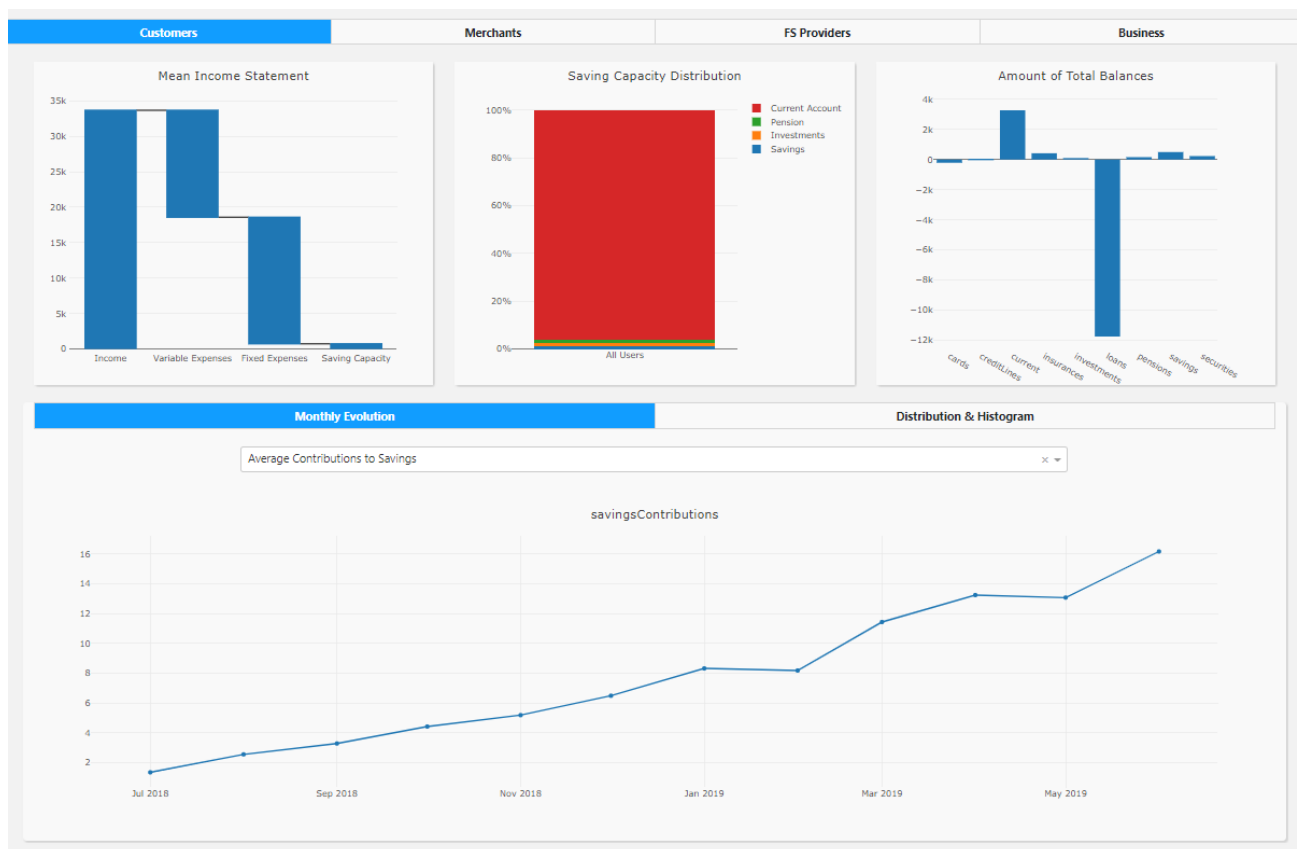 Customers
Merchants
FS Providers
Business
Mean Income Statement
35k
30k
25k
20k
15k
10k
5k
0
Income
Variable Expenses
Fixed Expenses
Saving Capacity
Saving Capacity Distribution
100%
80%
60%
40%
20%
0%
All Users
Current Account
Pension
Investments
Savings
Amount of Total Balances
4k
2k
0
−2k
−4k
−6k
−8k
−10k
−12k
cards
creditLines
current
insurances
investments
loans
pensions
savings
securities
Monthly Evolution
Distribution & Histogram
Average Contributions to Savings
savingsContributions
16
14
12
10
8
6
4
2
Jul 2018
Sep 2018
Nov 2018
Jan 2019
Mar 2019
May 2019